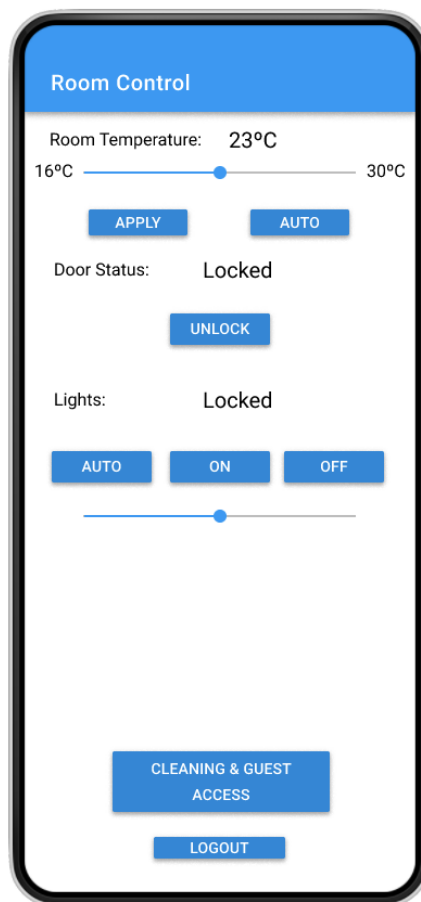 Room Control
Room Temperature: 23ºC
16ºC 30ºC
APPLY AUTO
Door Status: Locked
UNLOCK
Lights: Locked
AUTO ON OFF
CLEANING & GUEST
ACCESS
LOGOUT